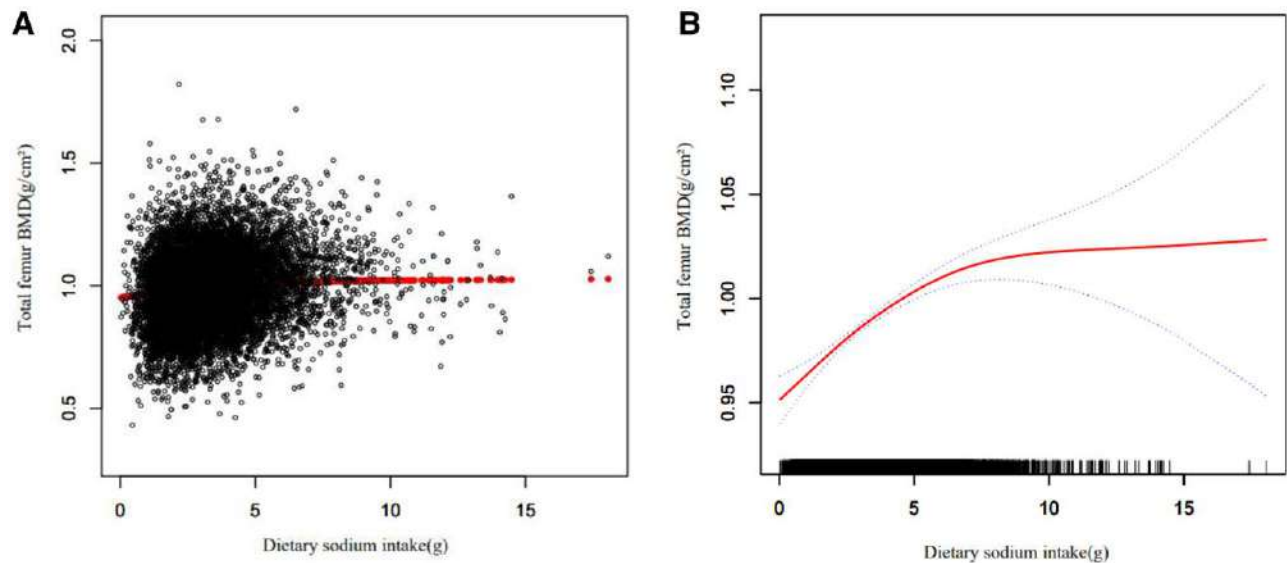 A
Total femur BMD(g/cm²)
2.0
1.5
1.0
0.5
0
5
10
15
Dietary sodium intake(g)
B
Total femur BMD(g/cm²)
1.10
1.05
1.00
0.95
0
5
10
15
Dietary sodium intake(g)